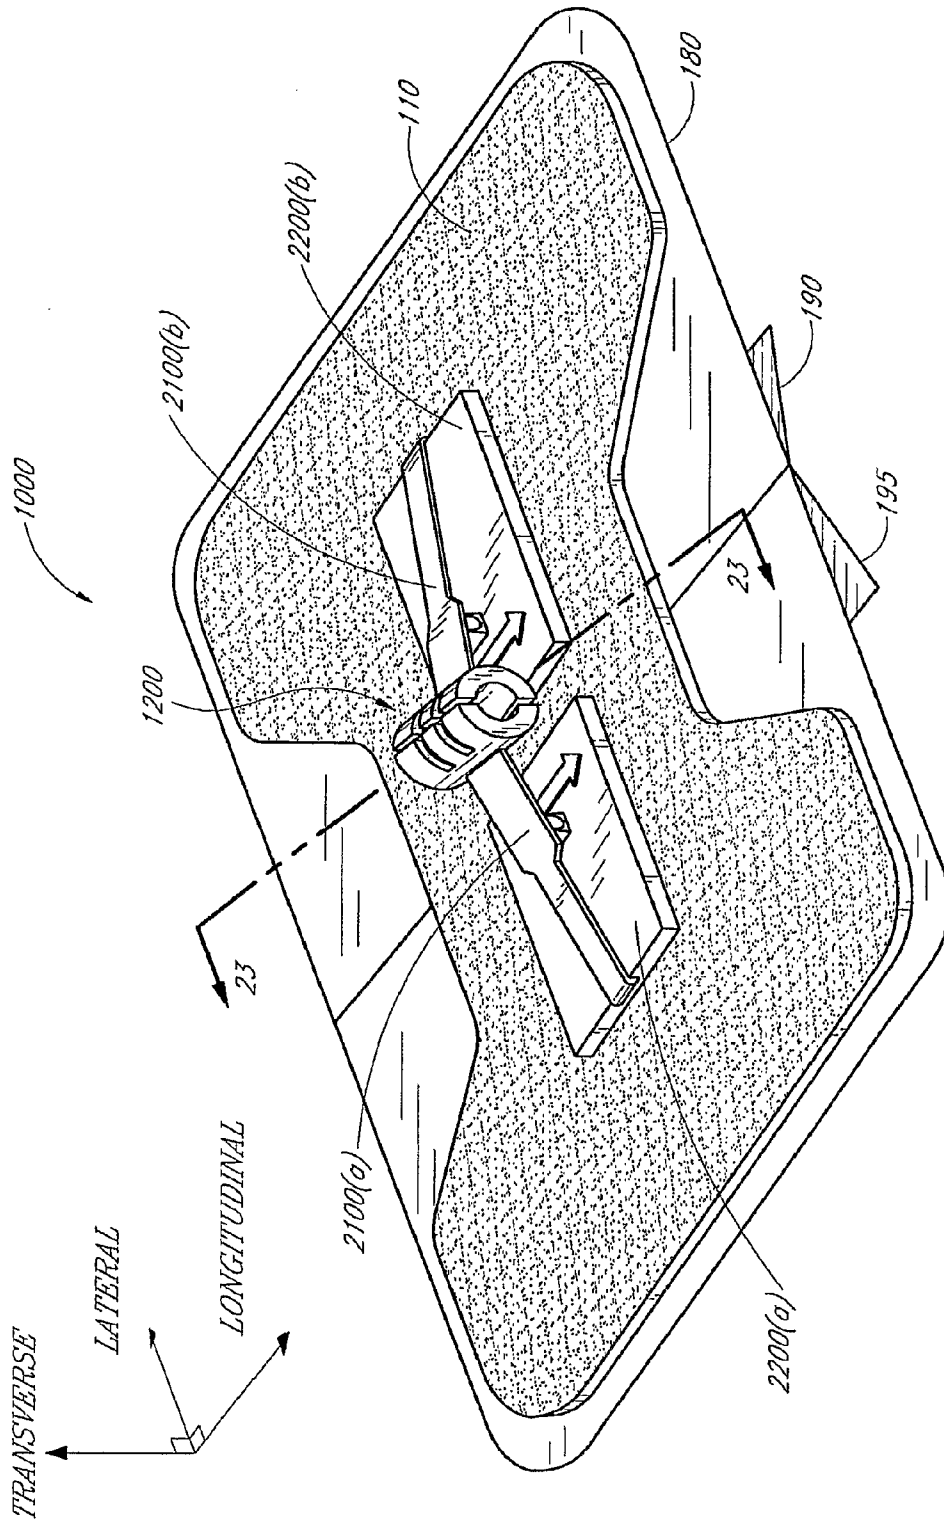 1000
2100(b)
2200(b)
110
180
1200
190
195
23
23
2100(a)
2200(a)
TRANSVERSE
LATERAL
LONGITUDINAL